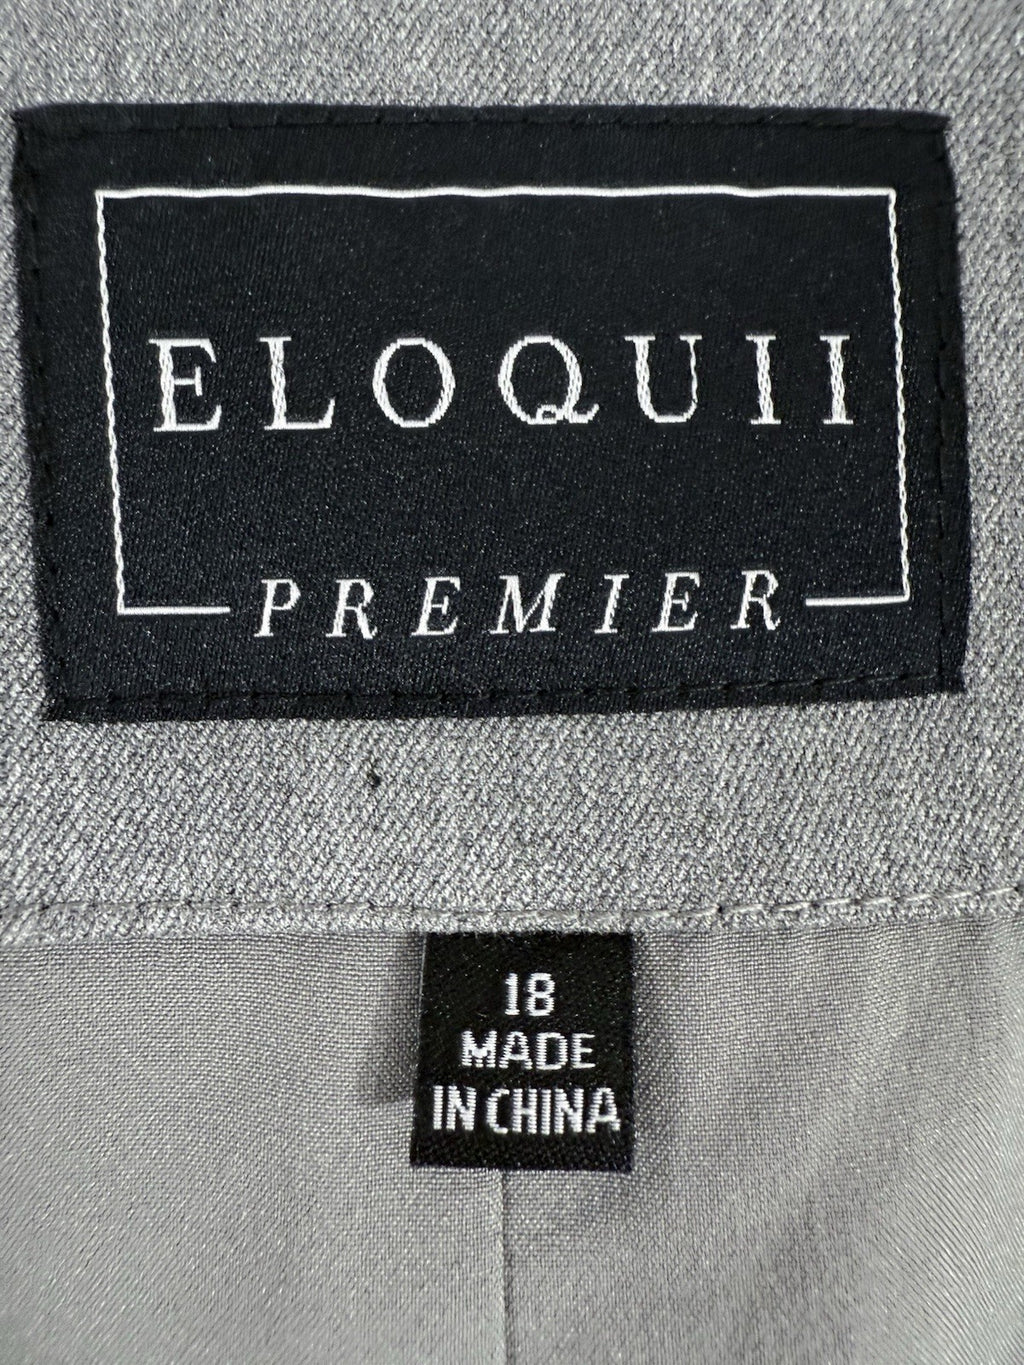 ELOQUII
PREMIER
18
MADE
IN CHINA